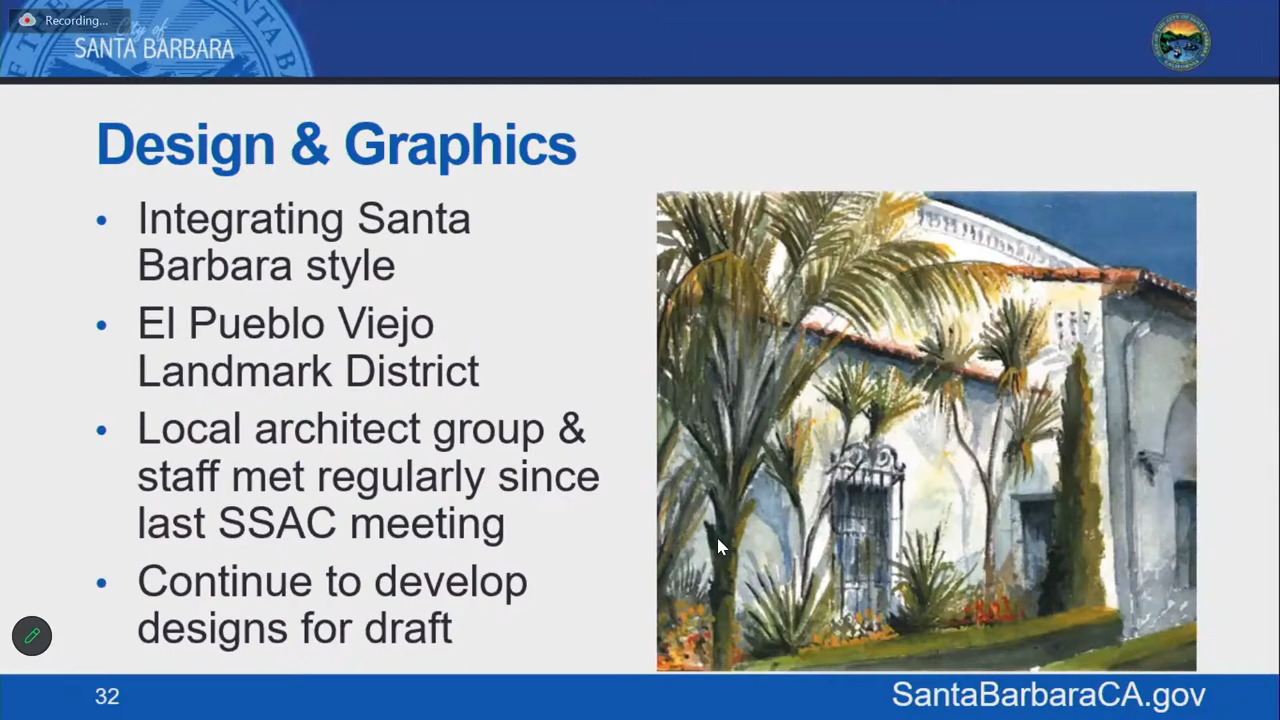 Recording...
City of
SANTA BARBARA
Design & Graphics
• Integrating Santa
Barbara style
• El Pueblo Viejo
Landmark District
• Local architect group &
staff met regularly since
last SSAC meeting
• Continue to develop
designs for draft
32
SantaBarbaraCA.gov